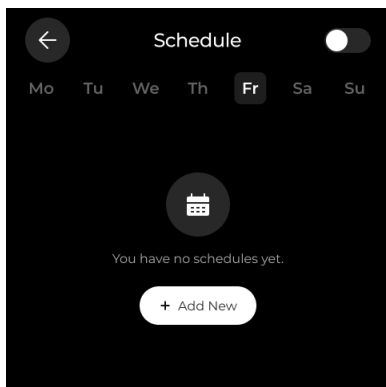 Schedule
Mo Tu We Th Fr Sa Su
You have no schedules yet.
+ Add New